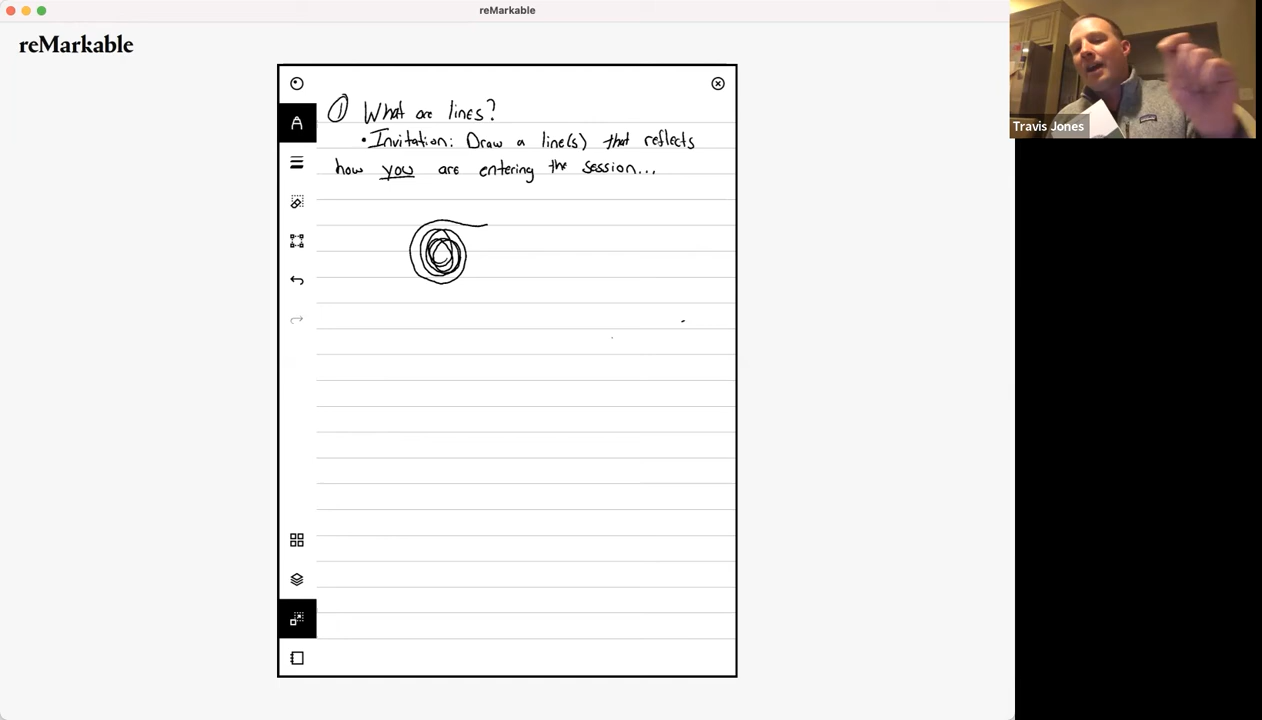 reMarkable
reMarkable
Travis Jones
① What are lines?
• Invitation: Draw a line(s) that reflects
how you are entering the session...